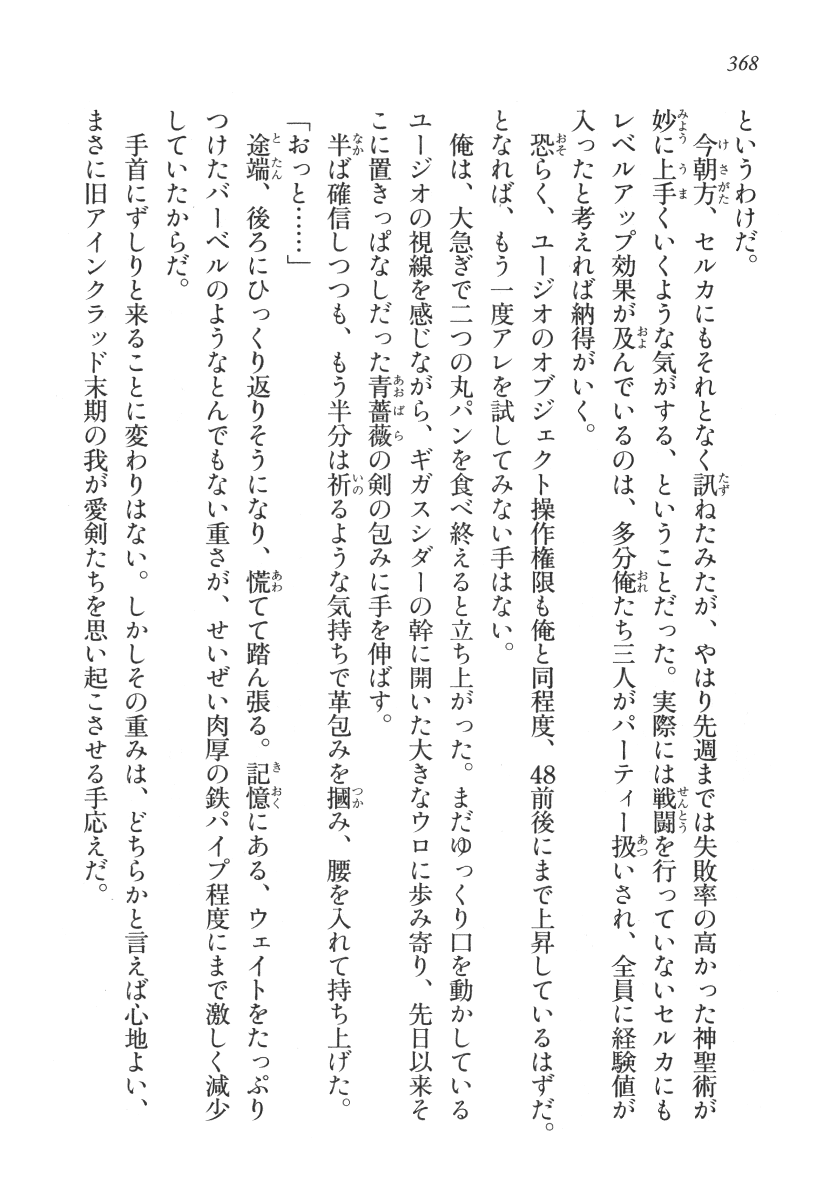 368
というわけだ。
今朝方、セルカにもそれとなく訊ねたみたが、やはり先週までは失敗率の高かった神聖術が
妙に上手くいくような気がする、ということだった。実際には戦闘を行っていないセルカにも
レベルアップ効果が及んでいるのは、多分俺たち三人がパーティー扱いされ、全員に経験値が
入ったと考えれば納得がいく。
恐らく、ユージオのオブジェクト操作権限も俺と同程度、48前後にまで上昇しているはずだ。
となれば、もう一度アレを試してみない手はない。
俺は、大急ぎで二つの丸パンを食べ終えると立ち上がった。まだゆっくり口を動かしている
ユージオの視線を感じながら、ギガスシダーの幹に開いた大きなウロに歩み寄り、先日以来そ
こに置きっぱなしだった青薔薇の剣の包みに手を伸ばす。
半ば確信しつつも、もう半分は祈るような気持ちで革包みを摑み、腰を入れて持ち上げた。
「おっと……」
途端、後ろにひっくり返りそうになり、慌てて踏ん張る。記憶にある、ウェイトをたっぷり
つけたバーベルのようなとんでもない重さが、せいぜい肉厚の鉄パイプ程度にまで激しく減少
していたからだ。
手首にずしりと来ることに変わりはない。しかしその重みは、どちらかと言えば心地よい、
まさに旧アインクラッド末期の我が愛剣たちを思い起こさせる手応えだ。